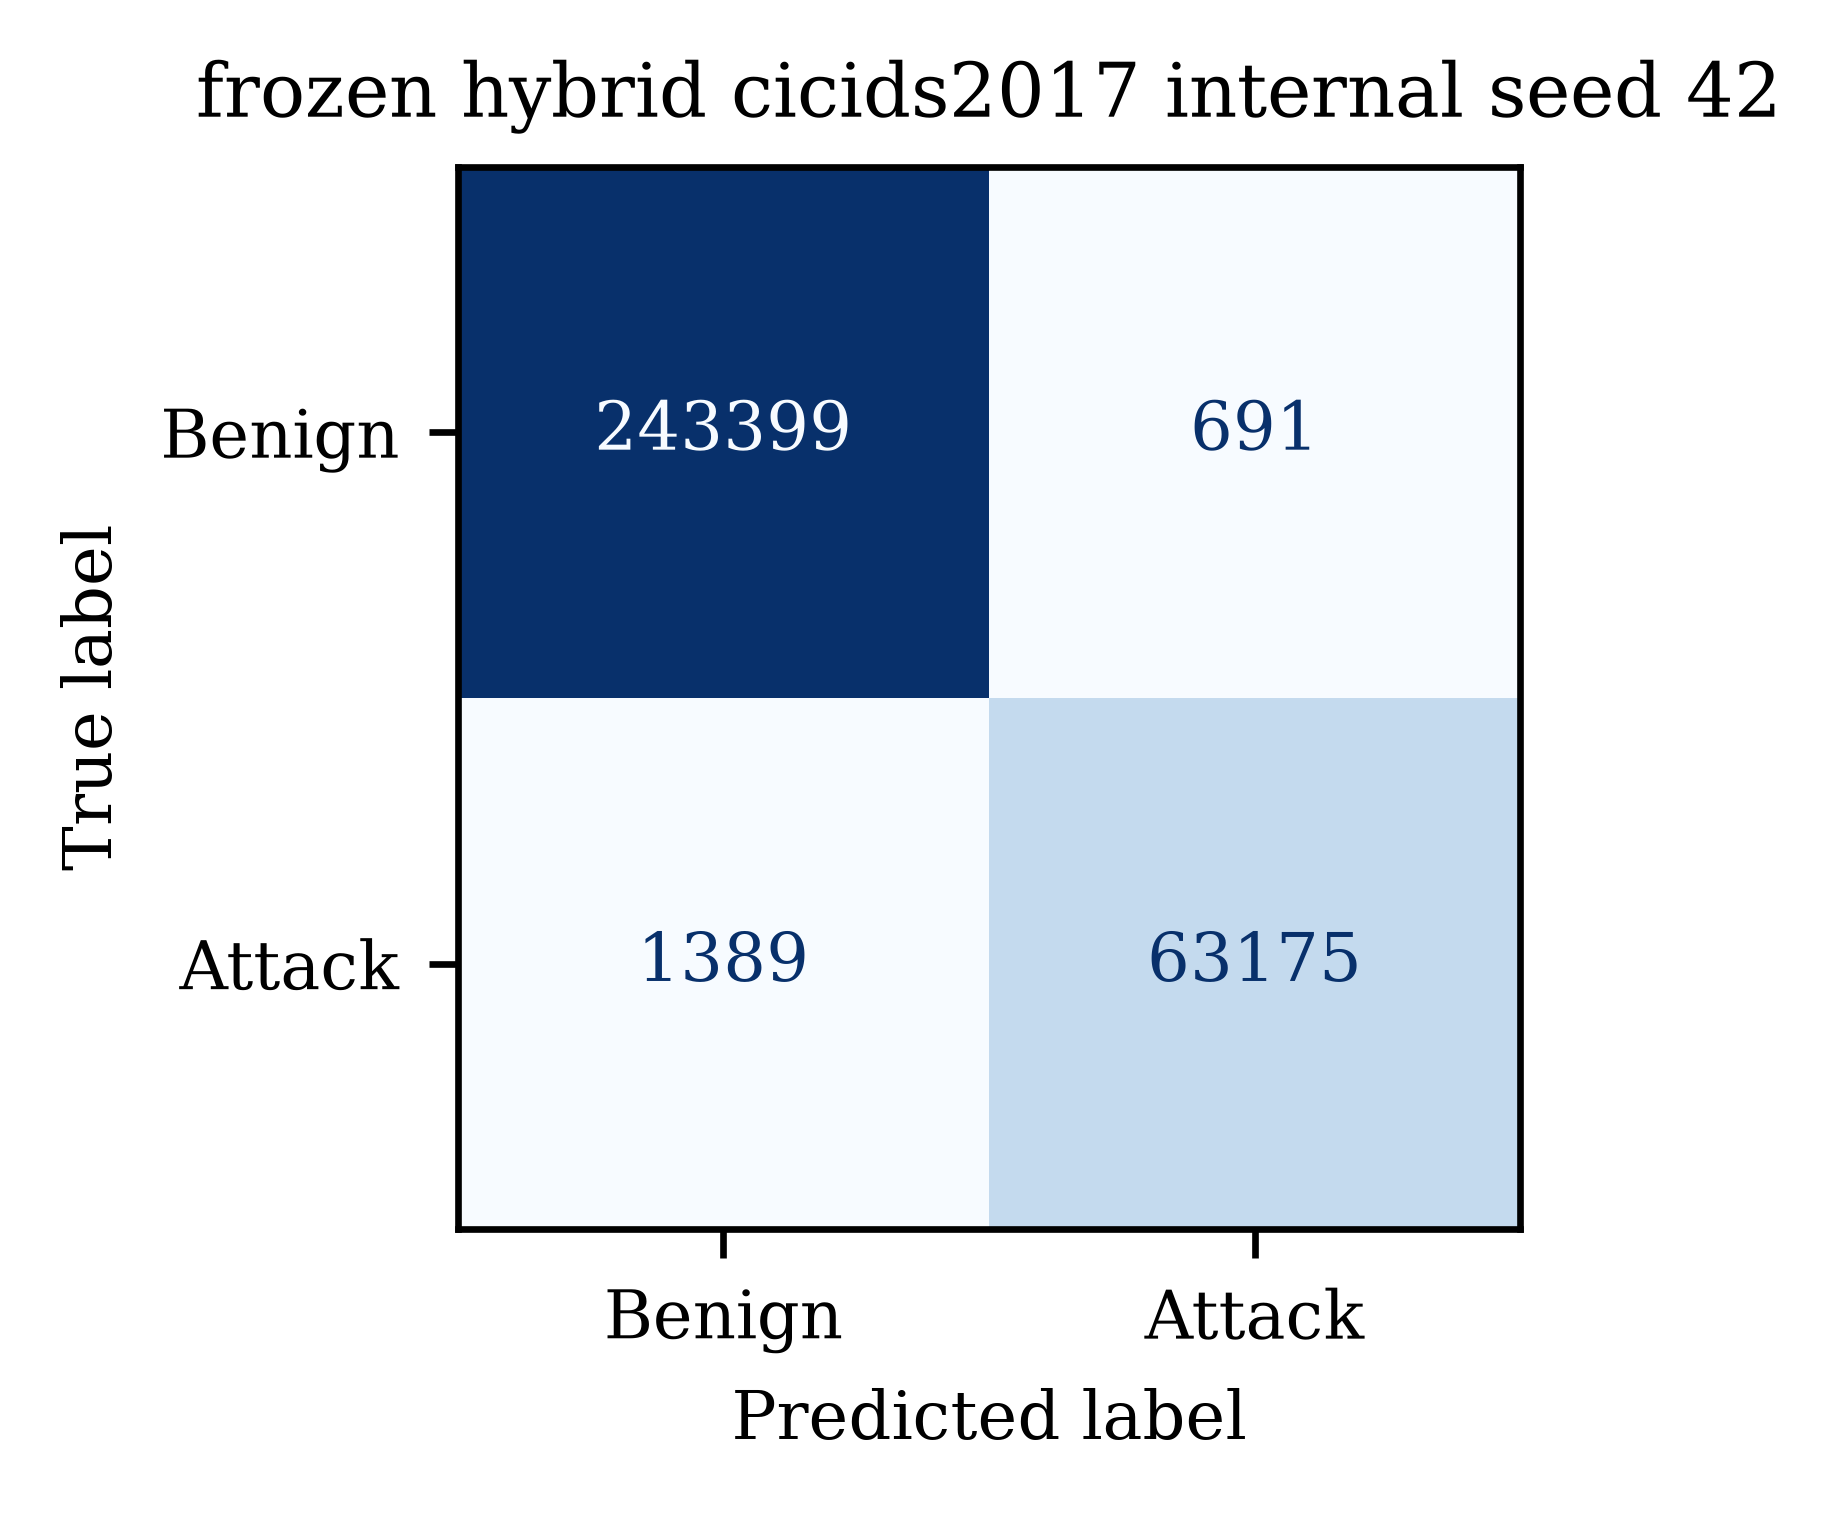 frozen hybrid cicids2017 internal seed 42
True label
Benign
243399
691
Attack
1389
63175
Benign
Attack
Predicted label